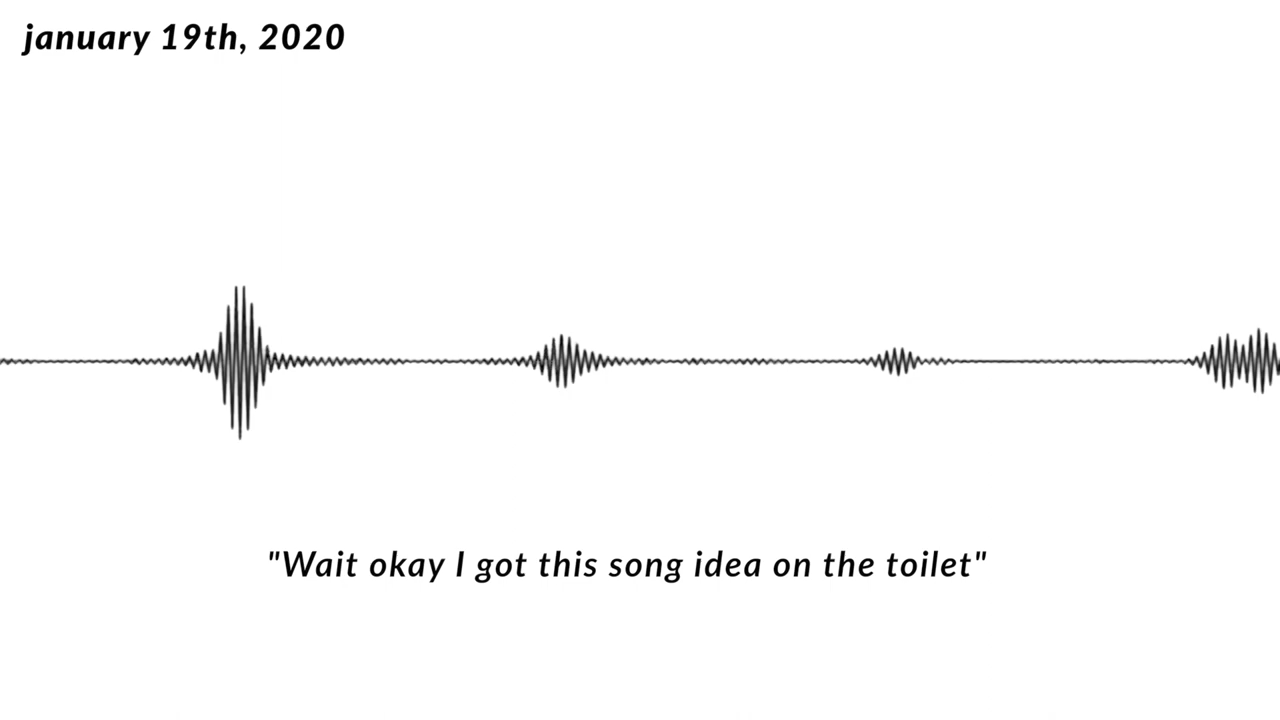 january 19th, 2020
"Wait okay I got this song idea on the toilet"